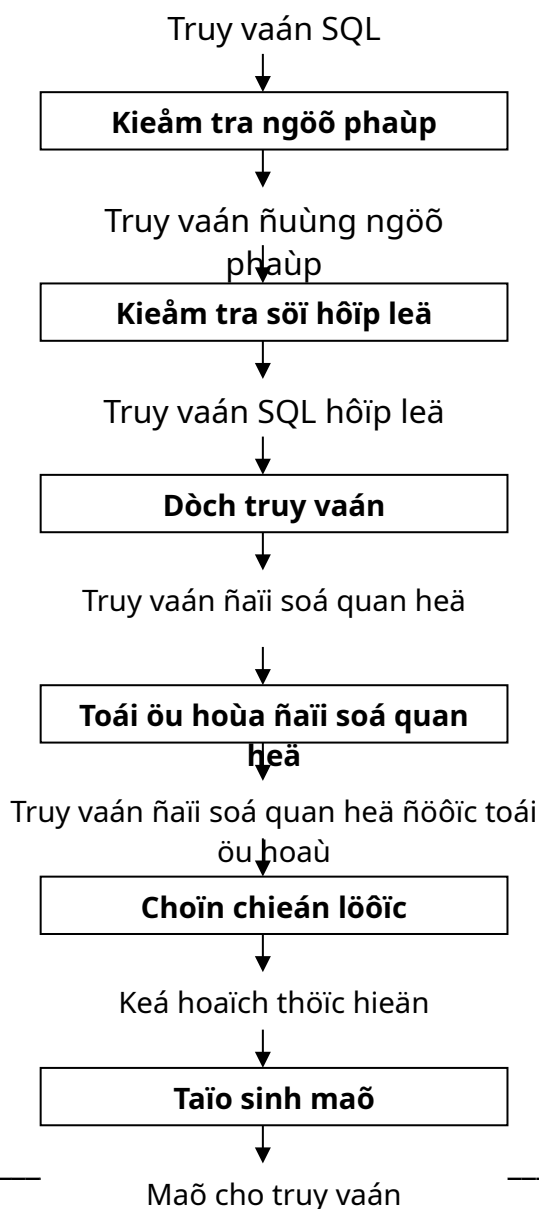 Truy vaán SQL
Kieåm tra ngöõ phaùp
Truy vaán ñuùng ngöõ
phaùp
Kieåm tra söï hôïp leä
Truy vaán SQL hôïp leä
Dòch truy vaán
Truy vaán ñaïi soá quan heä
Toái öu hoùa ñaïi soá quan
heä
Truy vaán ñaïi soá quan heä ñöôïc toái
öu hoaù
Choïn chieán löôïc
Keá hoaïch thöïc hieän
Taïo sinh maõ
Maõ cho truy vaán